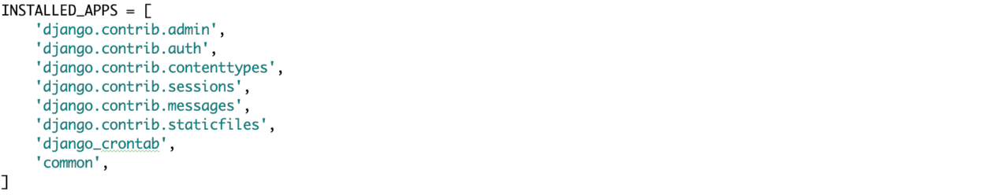 INSTALLED_APPS = [
    'django.contrib.admin',
    'django.contrib.auth',
    'django.contrib.contenttypes',
    'django.contrib.sessions',
    'django.contrib.messages',
    'django.contrib.staticfiles',
    'django_crontab',
    'common',
]